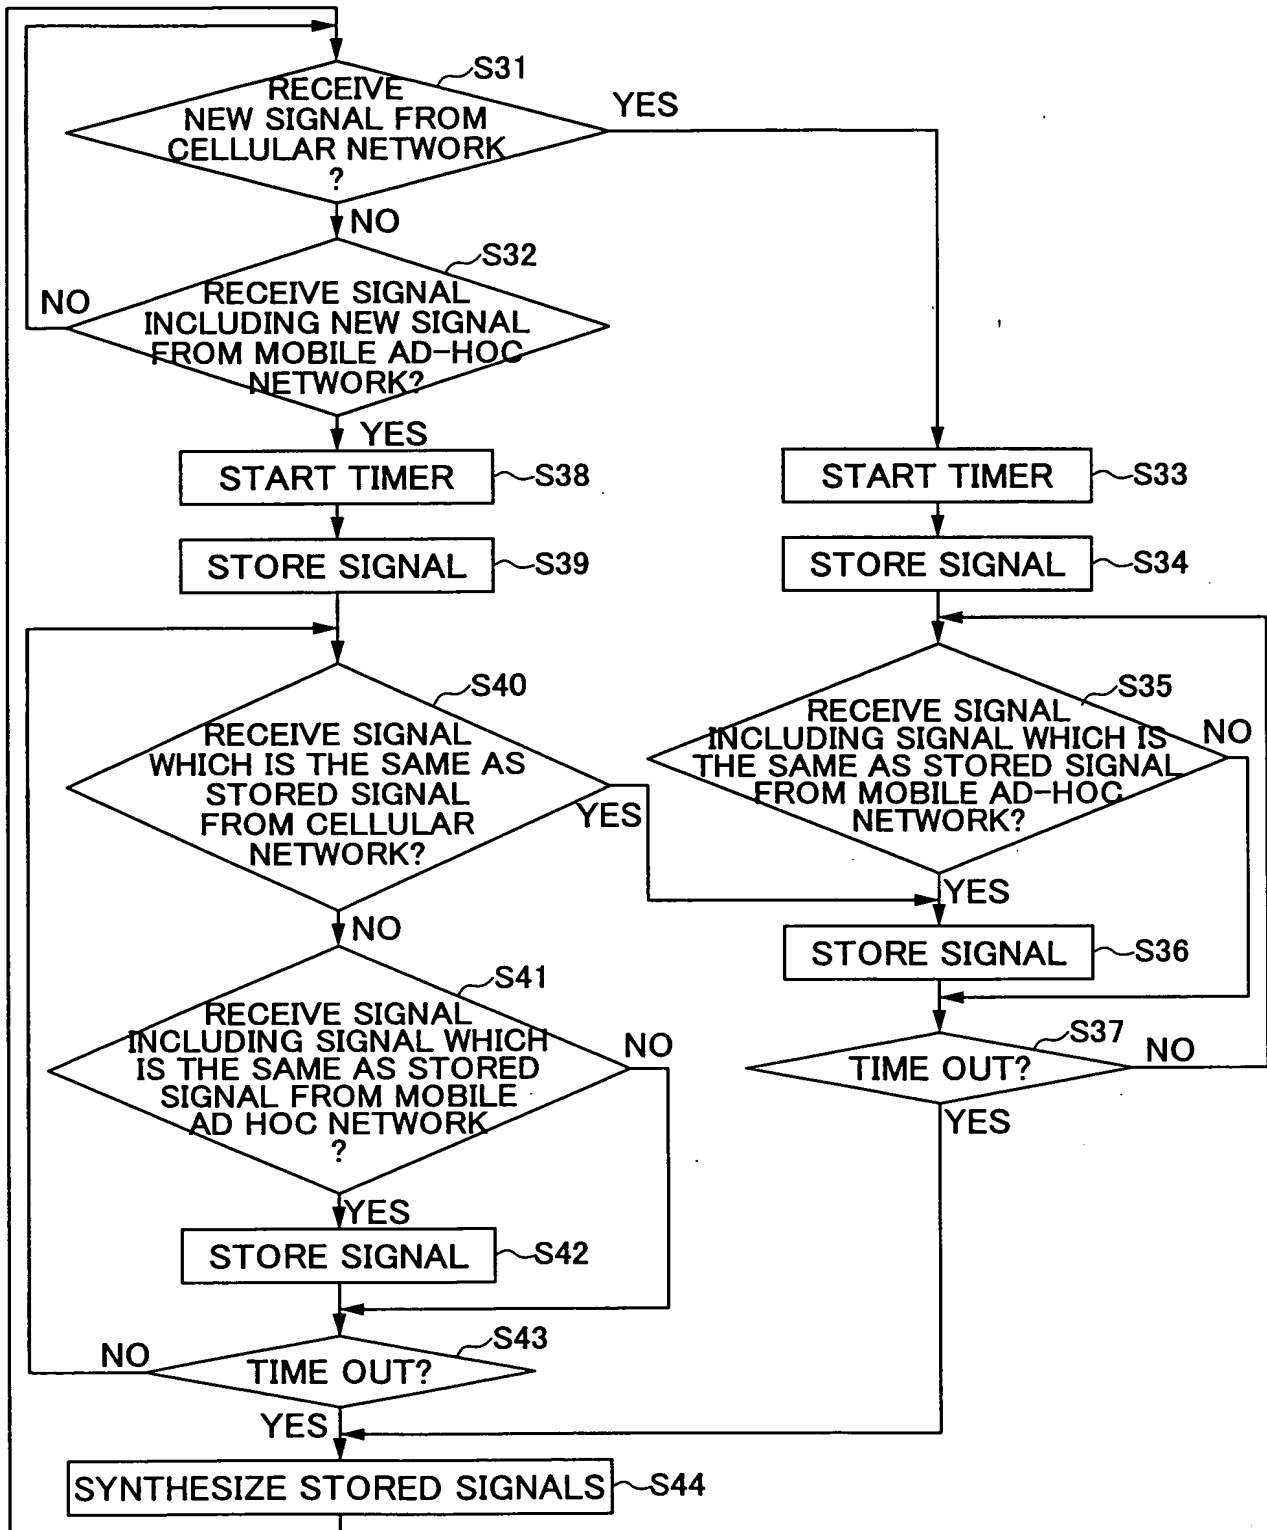 S31
RECEIVE
NEW SIGNAL FROM
CELLULAR NETWORK
?
YES
NO
S32
RECEIVE SIGNAL
INCLUDING NEW SIGNAL
FROM MOBILE AD-HOC
NETWORK?
NO
YES
START TIMER
S38
START TIMER
S33
STORE SIGNAL
S39
STORE SIGNAL
S34
S40
RECEIVE SIGNAL
WHICH IS THE SAME AS
STORED SIGNAL
FROM CELLULAR
NETWORK?
YES
NO
S35
RECEIVE SIGNAL
INCLUDING SIGNAL WHICH IS
THE SAME AS STORED SIGNAL
FROM MOBILE AD-HOC
NETWORK?
NO
YES
STORE SIGNAL
S36
S37
TIME OUT?
NO
YES
S41
RECEIVE SIGNAL
INCLUDING SIGNAL WHICH
IS THE SAME AS STORED
SIGNAL FROM MOBILE
AD HOC NETWORK
?
NO
YES
STORE SIGNAL
S42
S43
TIME OUT?
NO
YES
SYNTHESIZE STORED SIGNALS
S44